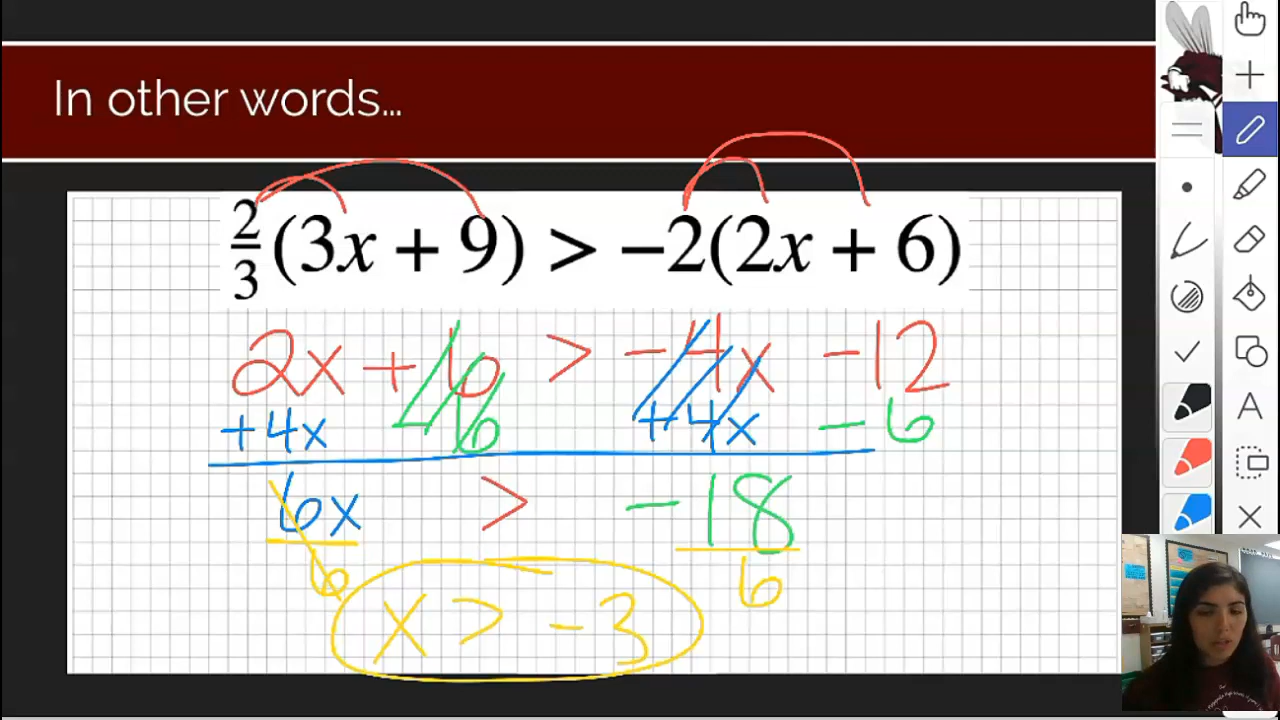 In other words...
2/3(3x + 9) > −2(2x + 6)
2x + 6 > -4x - 12
+4x - 6 +4x - 6
6x > -18
6 6
x > -3
A